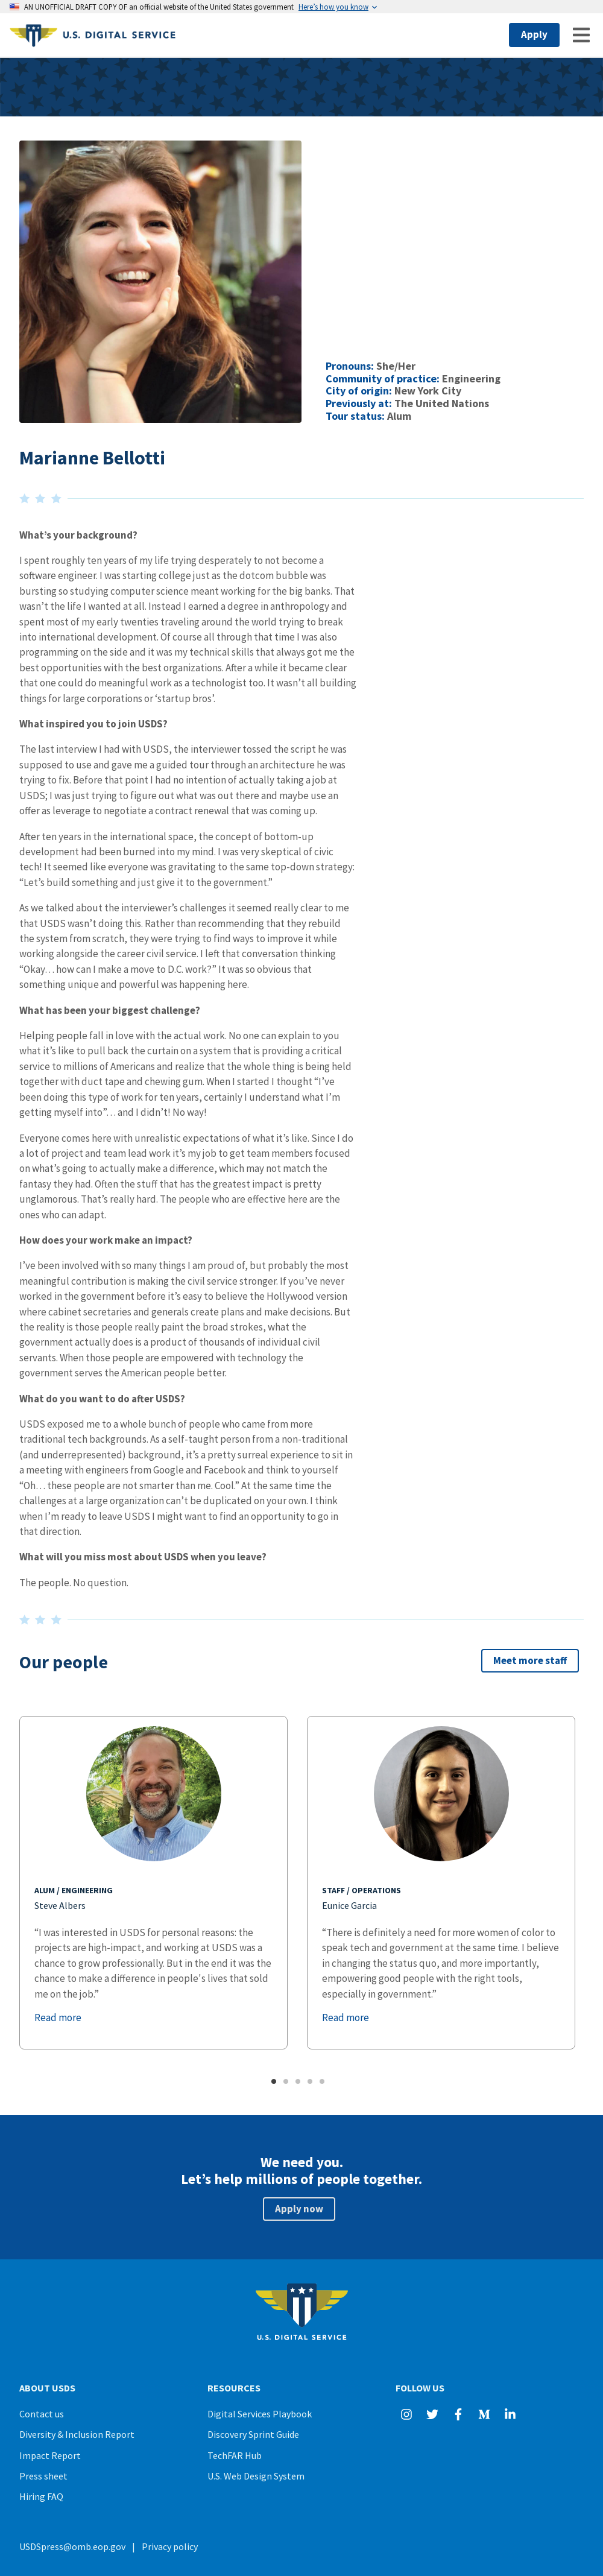 AN UNOFFICIAL DRAFT COPY OF an official website of the United States government Here's how you know
U.S. DIGITAL SERVICE
Apply
Pronouns: She/Her
Community of practice: Engineering
City of origin: New York City
Previously at: The United Nations
Tour status: Alum
Marianne Bellotti
What's your background?
I spent roughly ten years of my life trying desperately to not become a
software engineer. I was starting college just as the dotcom bubble was
bursting so studying computer science meant working for the big banks. That
wasn't the life I wanted at all. Instead I earned a degree in anthropology and
spent most of my early twenties traveling around the world trying to break
into international development. Of course all through that time I was also
programming on the side and it was my technical skills that always got me the
best opportunities with the best organizations. After a while it became clear
that one could do meaningful work as a technologist too. It wasn't all building
things for large corporations or 'startup bros'.
What inspired you to join USDS?
The last interview I had with USDS, the interviewer tossed the script he was
supposed to use and gave me a guided tour through an architecture he was
trying to fix. Before that point I had no intention of actually taking a job at
USDS; I was just trying to figure out what was out there and maybe use an
offer as leverage to negotiate a contract renewal that was coming up.
After ten years in the international space, the concept of bottom-up
development had been burned into my mind. I was very skeptical of civic
tech! It seemed like everyone was gravitating to the same top-down strategy:
“Let's build something and just give it to the government.”
As we talked about the interviewer's challenges it seemed really clear to me
that USDS wasn't doing this. Rather than recommending that they rebuild
the system from scratch, they were trying to find ways to improve it while
working alongside the career civil service. I left that conversation thinking
“Okay… how can I make a move to D.C. work?” It was so obvious that
something unique and powerful was happening here.
What has been your biggest challenge?
Helping people fall in love with the actual work. No one can explain to you
what it's like to pull back the curtain on a system that is providing a critical
service to millions of Americans and realize that the whole thing is being held
together with duct tape and chewing gum. When I started I thought “I've
been doing this type of work for ten years, certainly I understand what I'm
getting myself into”… and I didn't! No way!
Everyone comes here with unrealistic expectations of what it's like. Since I do
a lot of project and team lead work it's my job to get team members focused
on what's going to actually make a difference, which may not match the
fantasy they had. Often the stuff that has the greatest impact is pretty
unglamorous. That's really hard. The people who are effective here are the
ones who can adapt.
How does your work make an impact?
I've been involved with so many things I am proud of, but probably the most
meaningful contribution is making the civil service stronger. If you've never
worked in the government before it's easy to believe the Hollywood version
where cabinet secretaries and generals create plans and make decisions. But
the reality is those people really paint the broad strokes, what the
government actually does is a product of thousands of individual civil
servants. When those people are empowered with technology the
government serves the American people better.
What do you want to do after USDS?
USDS exposed me to a whole bunch of people who came from more
traditional tech backgrounds. As a self-taught person from a non-traditional
(and underrepresented) background, it's a pretty surreal experience to sit in
a meeting with engineers from Google and Facebook and think to yourself
“Oh… these people are not smarter than me. Cool.” At the same time the
challenges at a large organization can't be duplicated on your own. I think
when I'm ready to leave USDS I might want to find an opportunity to go in
that direction.
What will you miss most about USDS when you leave?
The people. No question.
Our people
Meet more staff
ALUM / ENGINEERING
Steve Albers
“I was interested in USDS for personal reasons: the
projects are high-impact, and working at USDS was a
chance to grow professionally. But in the end it was the
chance to make a difference in people's lives that sold
me on the job.”
Read more
STAFF / OPERATIONS
Eunice Garcia
“There is definitely a need for more women of color to
speak tech and government at the same time. I believe
in changing the status quo, and more importantly,
empowering good people with the right tools,
especially in government.”
Read more
We need you.
Let's help millions of people together.
Apply now
U.S. DIGITAL SERVICE
ABOUT USDS
Contact us
Diversity & Inclusion Report
Impact Report
Press sheet
Hiring FAQ
RESOURCES
Digital Services Playbook
Discovery Sprint Guide
TechFAR Hub
U.S. Web Design System
FOLLOW US
USDSpress@omb.eop.gov | Privacy policy